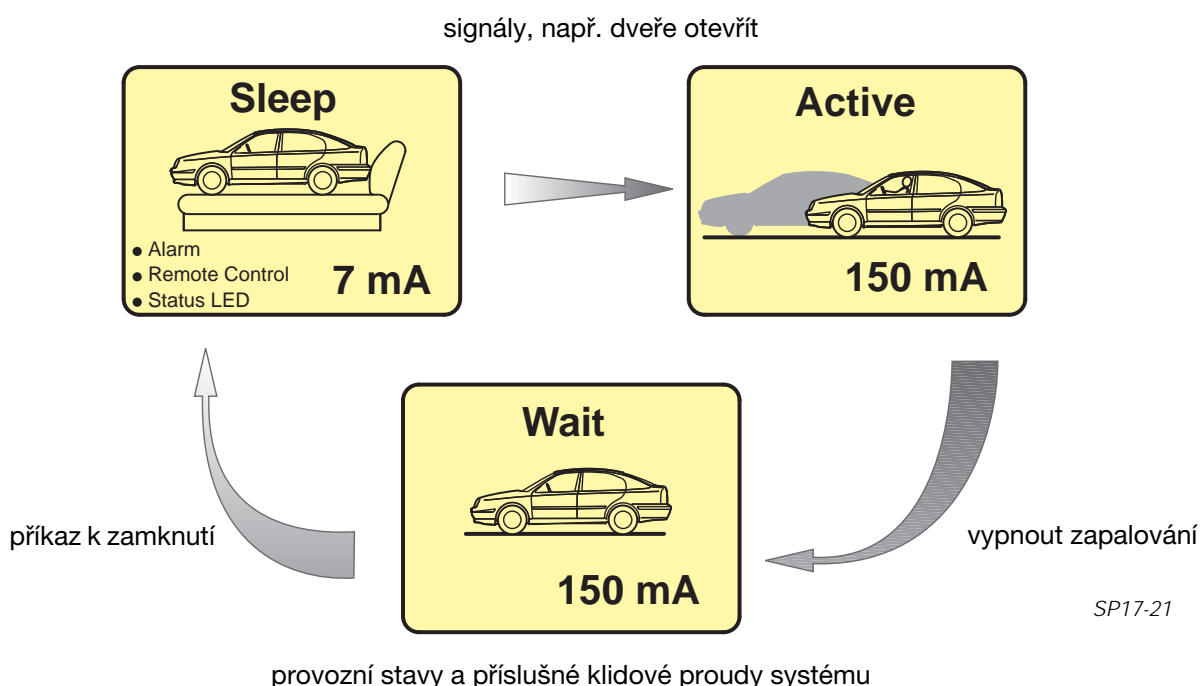 signály, např. dveře otevřít
Sleep
• Alarm
• Remote Control
• Status LED
7 mA
Active
150 mA
Wait
150 mA
příkaz k zamknutí
vypnout zapalování
SP17-21
provozní stavy a příslušné klidové proudy systému